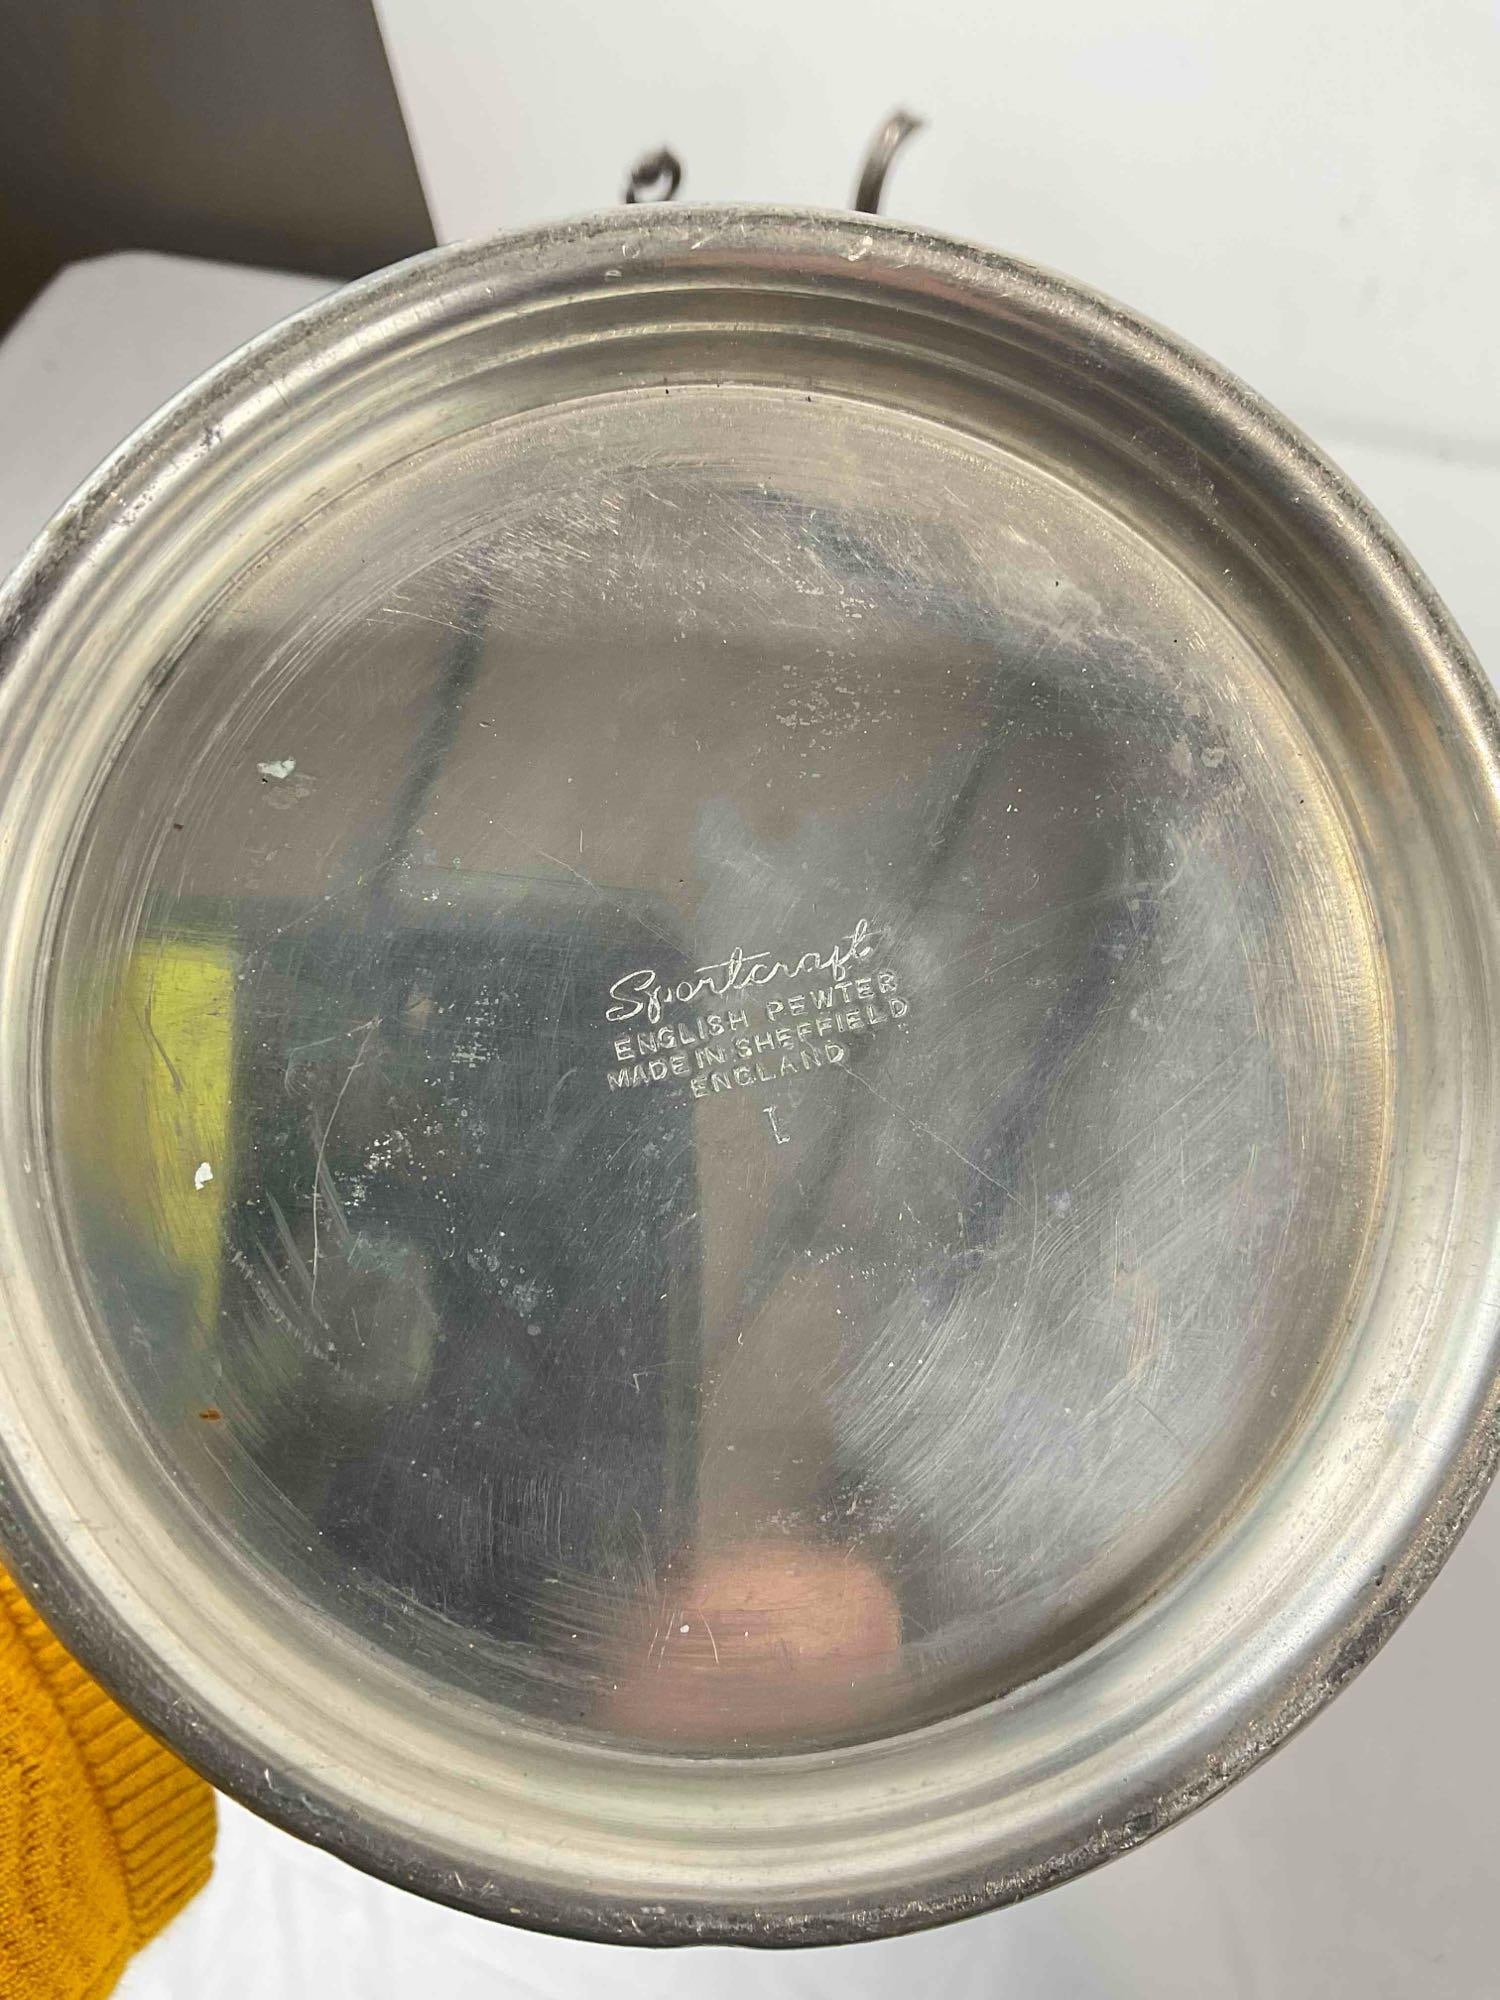 Sportcraft
ENGLISH PEWTER
MADE IN SHEFFIELD
ENGLAND